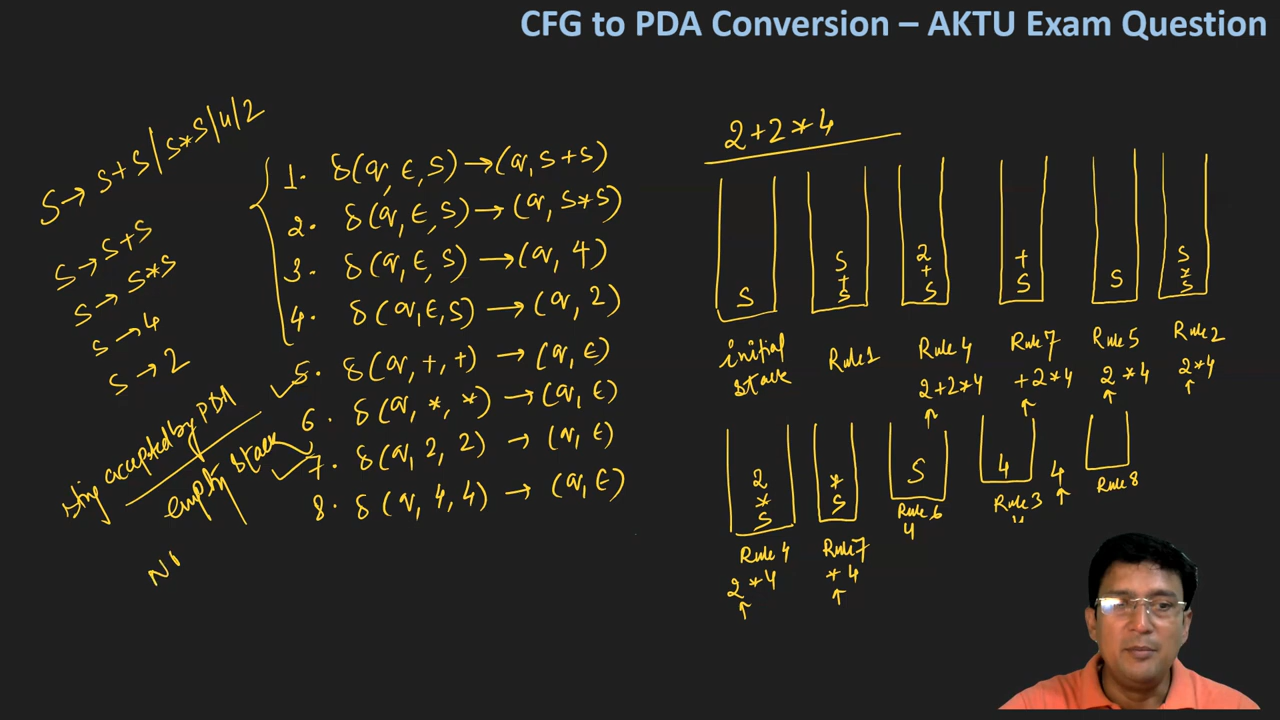 CFG to PDA Conversion – AKTU Exam Question
S → S+S | S*S | 4 | 2
S → S+S
S → S*S
S → 4
S → 2
1. δ(q, ϵ, S) → (q, S+S)
2. δ(q, ϵ, S) → (q, S*S)
3. δ(q, ϵ, S) → (q, 4)
4. δ(q, ϵ, S) → (q, 2)
5. δ(q, +, +) → (q, ϵ)
6. δ(q, *, *) → (q, ϵ)
7. δ(q, 2, 2) → (q, ϵ)
8. δ(q, 4, 4) → (q, ϵ)
string accepted by PDA
empty stack
N
2+2*4
S
initial
stack
S
+
S
Rule 1
2
+
S
Rule 4
2+2*4
+
S
Rule 7
+2*4
S
Rule 5
2*4
S
*
S
Rule 2
2*4
2
*
S
Rule 4
2*4
*
S
Rule 7
*4
S
Rule 6
4
4
Rule 3
4
Rule 8